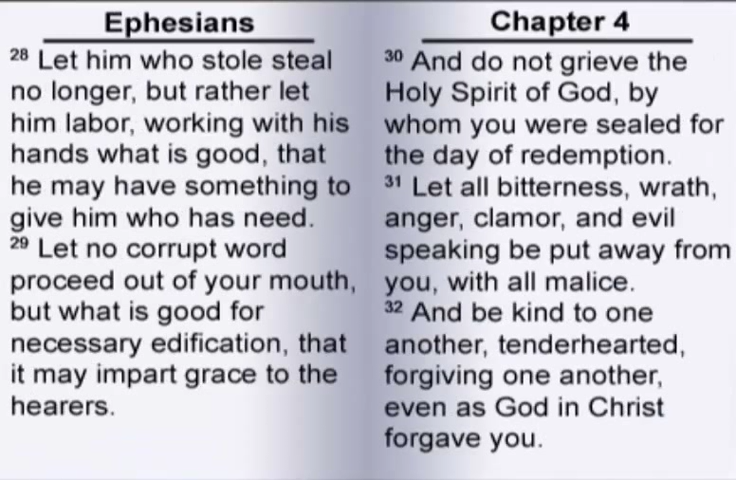 Ephesians
28 Let him who stole steal
no longer, but rather let
him labor, working with his
hands what is good, that
he may have something to
give him who has need.
29 Let no corrupt word
proceed out of your mouth,
but what is good for
necessary edification, that
it may impart grace to the
hearers.
Chapter 4
30 And do not grieve the
Holy Spirit of God, by
whom you were sealed for
the day of redemption.
31 Let all bitterness, wrath,
anger, clamor, and evil
speaking be put away from
you, with all malice.
32 And be kind to one
another, tenderhearted,
forgiving one another,
even as God in Christ
forgave you.